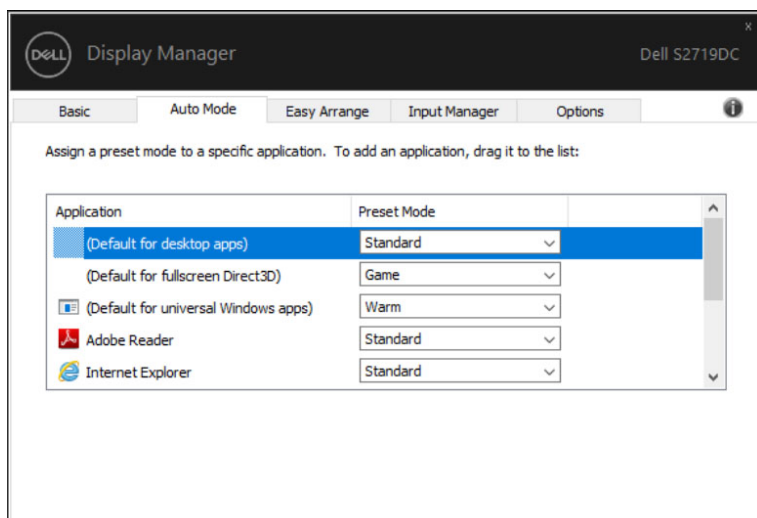 x
DELL Display Manager Dell S2719DC
Basic Auto Mode Easy Arrange Input Manager Options i
Assign a preset mode to a specific application. To add an application, drag it to the list:
Application Preset Mode
(Default for desktop apps) Standard
(Default for fullscreen Direct3D) Game
(Default for universal Windows apps) Warm
Adobe Reader Standard
Internet Explorer Standard